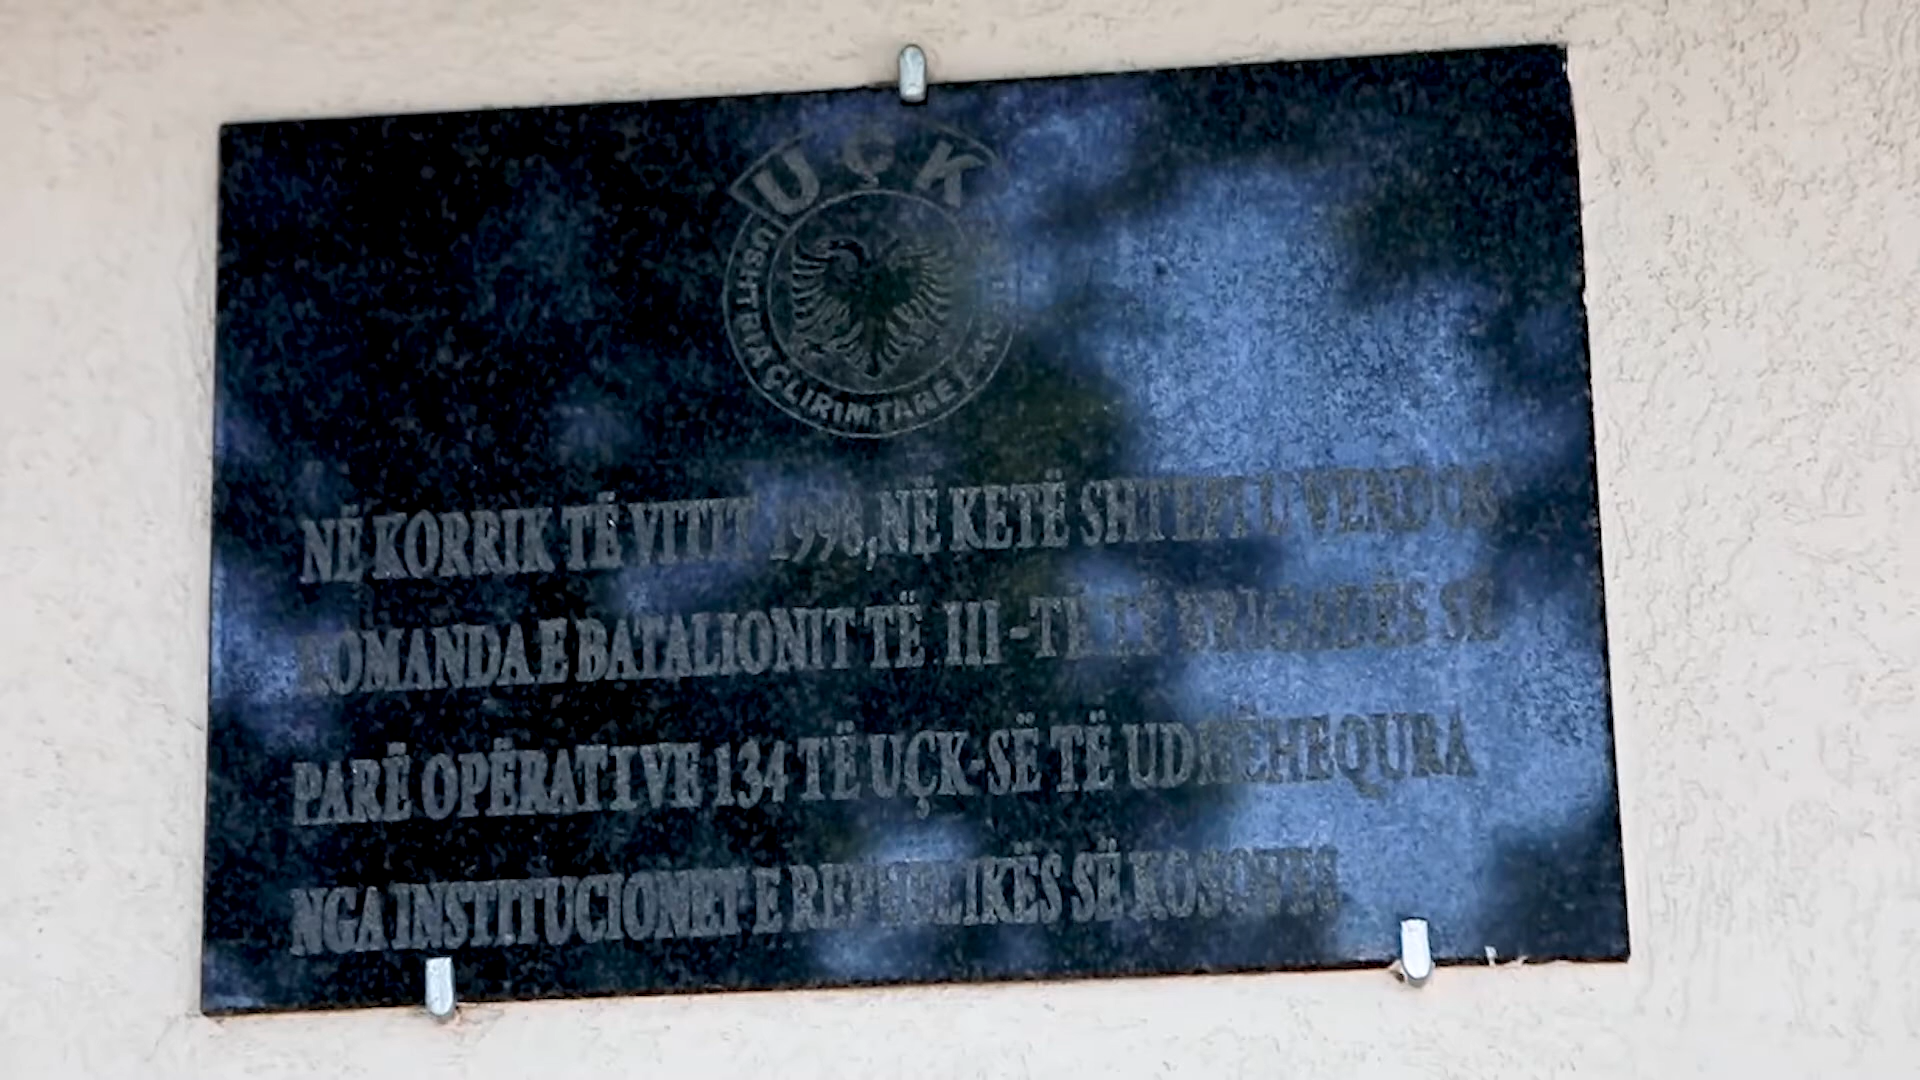 UÇK
USHTRIA ÇLIRIMTARE E
NË KORRIK TË VITIT 1998,NË KETË SHTEPI U VENDOS
KOMANDA E BATALIONIT TË III-TË TË BRIGADËS SË
PARË OPËRATIVE 134 TË UÇK-SË TË UDHËHEQURA
NGA INSTITUCIONET E REPUBLIKËS SË KOSOVËS